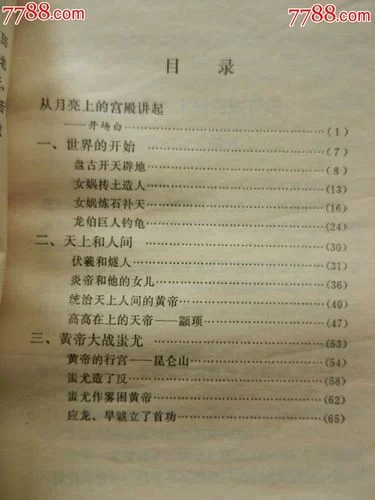 7788.com 7788.com
目 录
从月亮上的宫殿讲起
——开场白……(1)
一、世界的开始……(7)
盘古开天辟地……(8)
女娲抟土造人……(13)
女娲炼石补天……(16)
龙伯巨人钓龟……(24)
二、天上和人间……(30)
伏羲和燧人……(31)
炎帝和他的女儿……(36)
统治天上人间的黄帝……(40)
高高在上的天帝——颛顼……(47)
三、黄帝大战蚩尤……(53)
黄帝的行宫——昆仑山……(54)
蚩尤造了反……(58)
蚩尤作雾困黄帝……(62)
应龙、旱魃立了首功……(65)
7788.com 7788.com